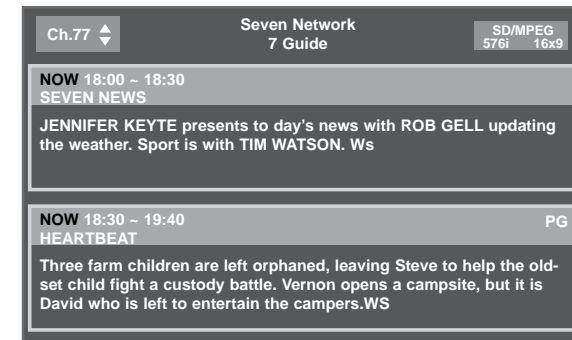 Ch.77
Seven Network
7 Guide
SD/MPEG
576i 16x9
NOW 18:00 ~ 18:30
SEVEN NEWS
JENNIFER KEYTE presents to day's news with ROB GELL updating
the weather. Sport is with TIM WATSON. Ws
NOW 18:30 ~ 19:40 PG
HEARTBEAT
Three farm children are left orphaned, leaving Steve to help the old-
set child fight a custody battle. Vernon opens a campsite, but it is
David who is left to entertain the campers.WS